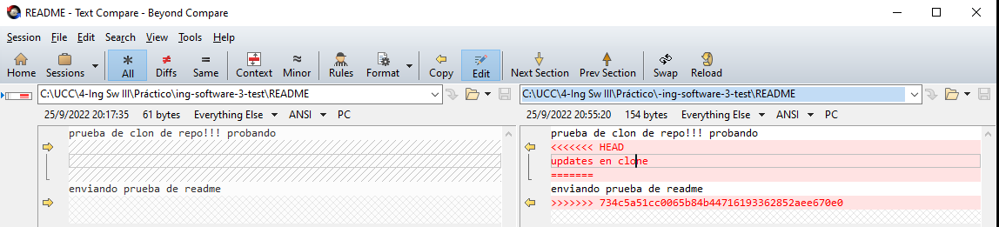 README - Text Compare - Beyond Compare
Session File Edit Search View Tools Help
Home Sessions All Diffs Same Context Minor Rules Format Copy Edit Next Section Prev Section Swap Reload
C:\UCC\4-Ing Sw III\Práctico\ing-software-3-test\README
25/9/2022 20:17:35 61 bytes Everything Else ANSI PC
prueba de clon de repo!!! probando
enviando prueba de readme
C:\UCC\4-Ing Sw III\Práctico\-ing-software-3-test\README
25/9/2022 20:55:20 154 bytes Everything Else ANSI PC
prueba de clon de repo!!! probando
<<<<<<< HEAD
updates en clone
=======
enviando prueba de readme
>>>>>>> 734c5a51cc0065b84b44716193362852aee670e0